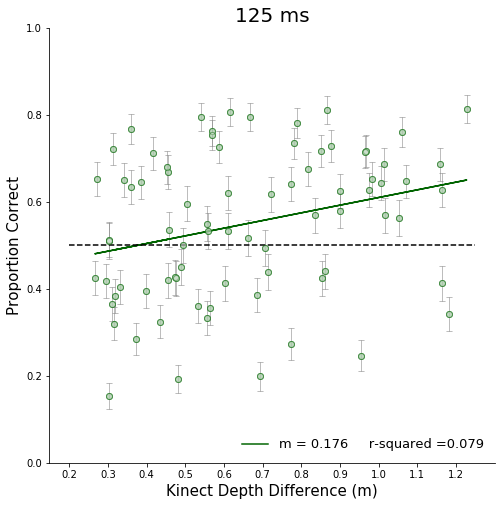 125 ms
1.0
0.8
0.6
0.4
0.2
0.0
Proportion Correct
m = 0.176 r-squared =0.079
0.2 0.3 0.4 0.5 0.6 0.7 0.8 0.9 1.0 1.1 1.2
Kinect Depth Difference (m)